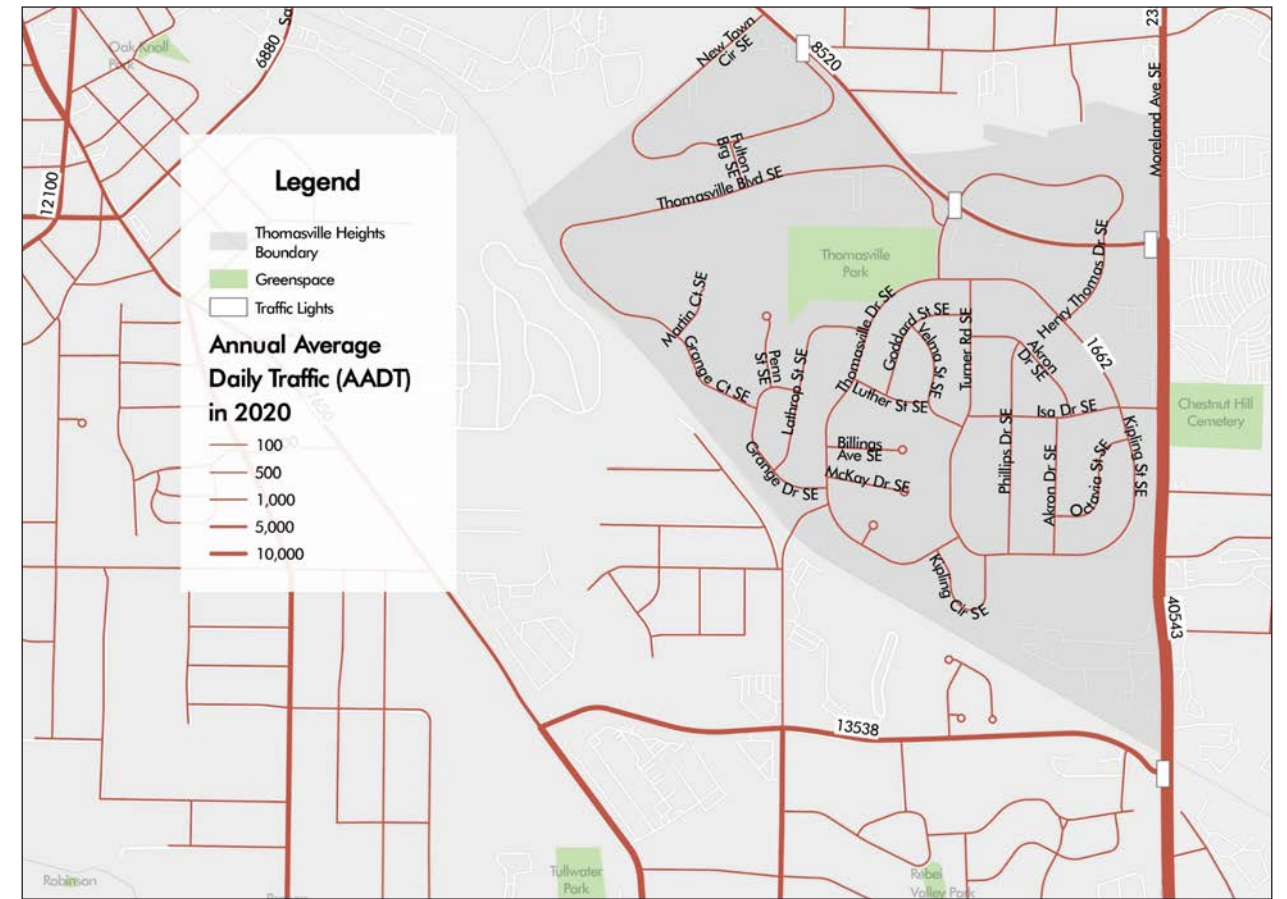 Oak Knoll
Park
6880
Sa
12100
New Town
Cir SE
8520
23
Moreland Ave SE
Fulton
Brg SE
Thomasville Blvd SE
Legend
Thomasville Heights
Boundary
Greenspace
Traffic Lights
Annual Average
Daily Traffic (AADT)
in 2020
100
500
1,000
5,000
10,000
Thomasville
Park
Henry Thomas Dr SE
Martin Ct SE
Grange Ct SE
Penn
St SE
Lathrop St SE
Thomasville Dr SE
Goddard St SE
Velma St SE
Luther St SE
Turner Rd SE
Akron
Dr SE
1662
Isa Dr SE
Chestnut Hill
Cemetery
Kipling St SE
Phillips Dr SE
Akron Dr SE
Octavia St SE
Billings
Ave SE
McKay Dr SE
Grange Dr SE
Kipling Cir SE
40543
13538
Robinson
Tullwater
Park
Rebel
Valley Park